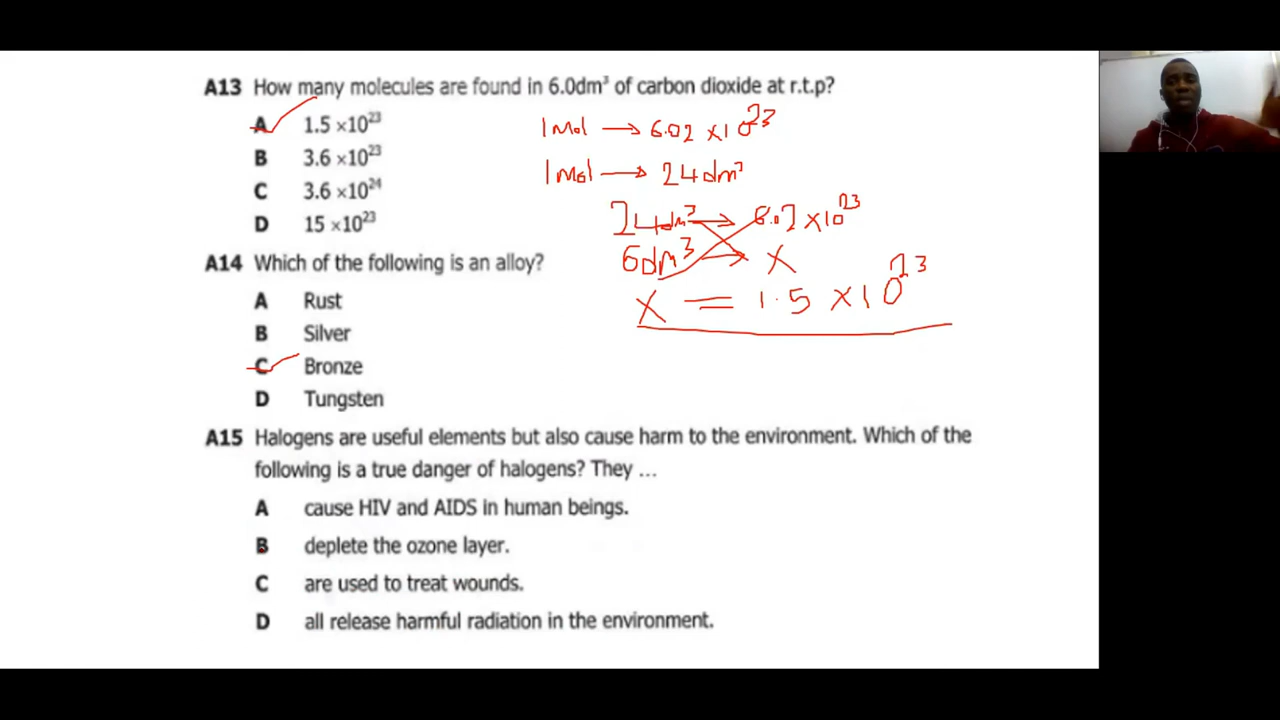 A13 How many molecules are found in 6.0dm³ of carbon dioxide at r.t.p?
A 1.5 ×10²³
B 3.6 ×10²³
C 3.6 ×10²⁴
D 15 ×10²³
1mol → 6.02 ×10²³
1mol → 24dm³
24dm³ → 6.02 ×10²³
6dm³ → X
X = 1.5 ×10²³
A14 Which of the following is an alloy?
A Rust
B Silver
C Bronze
D Tungsten
A15 Halogens are useful elements but also cause harm to the environment. Which of the
following is a true danger of halogens? They ...
A cause HIV and AIDS in human beings.
B deplete the ozone layer.
C are used to treat wounds.
D all release harmful radiation in the environment.